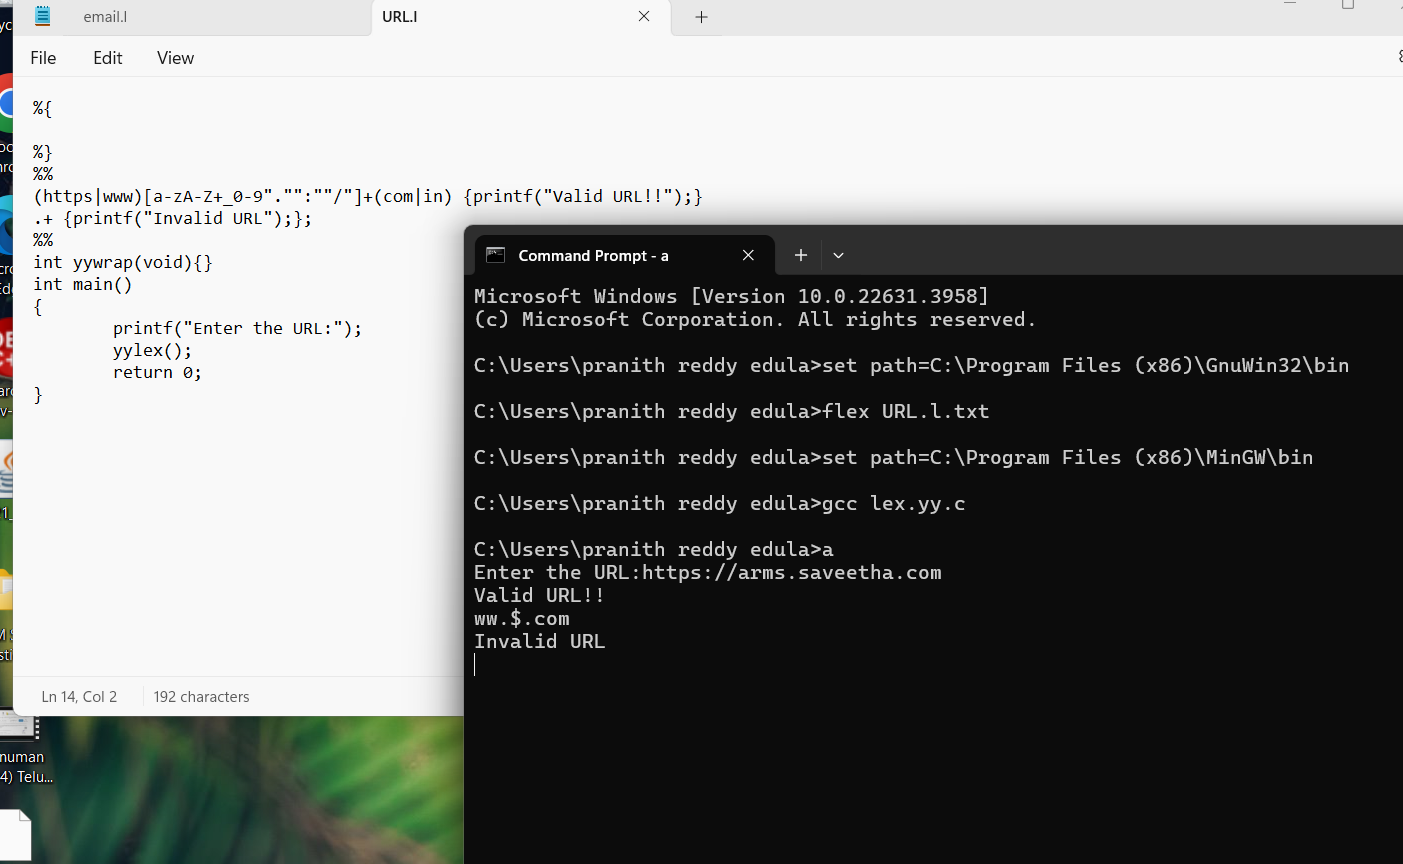 email.l
URL.l
File
Edit
View
%{
%}
%%
(https|www)[a-zA-Z+_0-9".""":""/"]+(com|in) {printf("Valid URL!!");}
.+ {printf("Invalid URL");};
%%
int yywrap(void){}
int main()
{
printf("Enter the URL:");
yylex();
return 0;
}
Ln 14, Col 2
192 characters
Command Prompt - a
Microsoft Windows [Version 10.0.22631.3958]
(c) Microsoft Corporation. All rights reserved.
C:\Users\pranith reddy edula>set path=C:\Program Files (x86)\GnuWin32\bin
C:\Users\pranith reddy edula>flex URL.l.txt
C:\Users\pranith reddy edula>set path=C:\Program Files (x86)\MinGW\bin
C:\Users\pranith reddy edula>gcc lex.yy.c
C:\Users\pranith reddy edula>a
Enter the URL:https://arms.saveetha.com
Valid URL!!
ww.$.com
Invalid URL
numan
4) Telu...